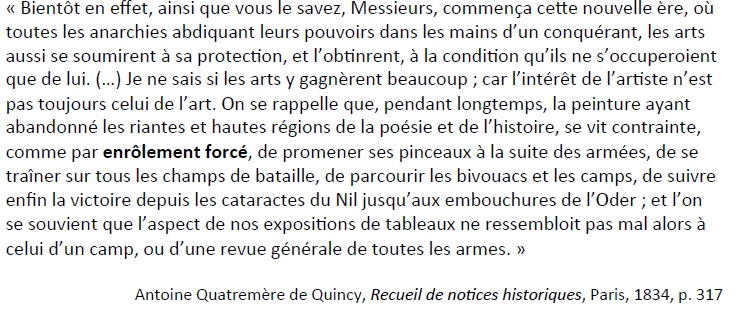 « Bientôt en effet, ainsi que vous le savez, Messieurs, commença cette nouvelle ère, où
toutes les anarchies abdiquant leurs pouvoirs dans les mains d’un conquérant, les arts
aussi se soumirent à sa protection, et l’obtinrent, à la condition qu’ils ne s’occuperoient
que de lui. (…) Je ne sais si les arts y gagnèrent beaucoup ; car l’intérêt de l’artiste n’est
pas toujours celui de l’art. On se rappelle que, pendant longtemps, la peinture ayant
abandonné les riantes et hautes régions de la poésie et de l’histoire, se vit contrainte,
comme par enrôlement forcé, de promener ses pinceaux à la suite des armées, de se
traîner sur tous les champs de bataille, de parcourir les bivouacs et les camps, de suivre
enfin la victoire depuis les cataractes du Nil jusqu’aux embouchures de l’Oder ; et l’on
se souvient que l’aspect de nos expositions de tableaux ne ressembloit pas mal alors à
celui d’un camp, ou d’une revue générale de toutes les armes. »
Antoine Quatremère de Quincy, Recueil de notices historiques, Paris, 1834, p. 317